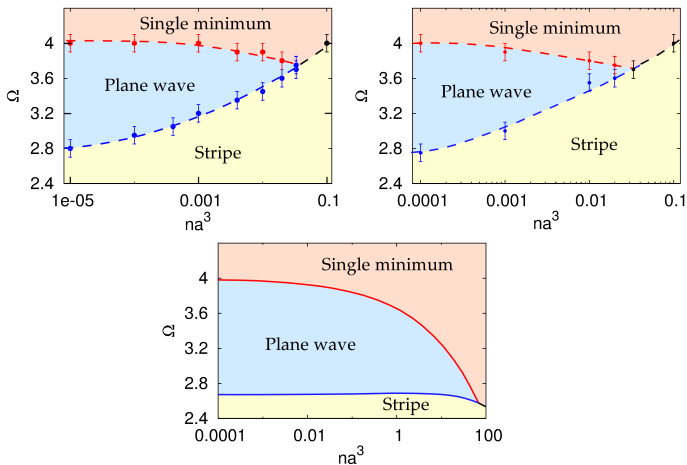 Single minimum
Plane wave
Stripe
Ω
4
3.6
3.2
2.8
2.4
1e-05
0.001
0.1
na³
Single minimum
Plane wave
Stripe
Ω
4
3.6
3.2
2.8
2.4
0.0001
0.001
0.01
0.1
na³
Single minimum
Plane wave
Stripe
Ω
4
3.6
3.2
2.8
2.4
0.0001
0.01
1
100
na³